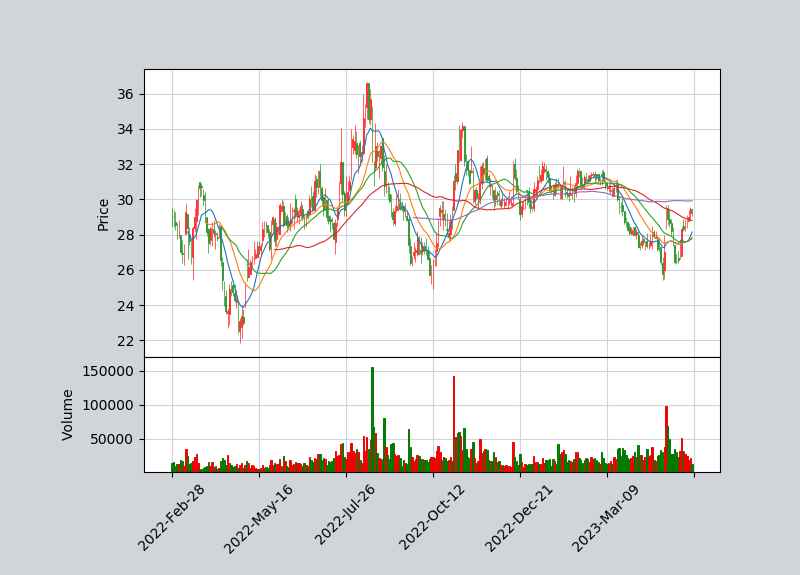 Price
36
34
32
30
28
26
24
22
Volume
150000
100000
50000
2022-Feb-28
2022-May-16
2022-Jul-26
2022-Oct-12
2022-Dec-21
2023-Mar-09